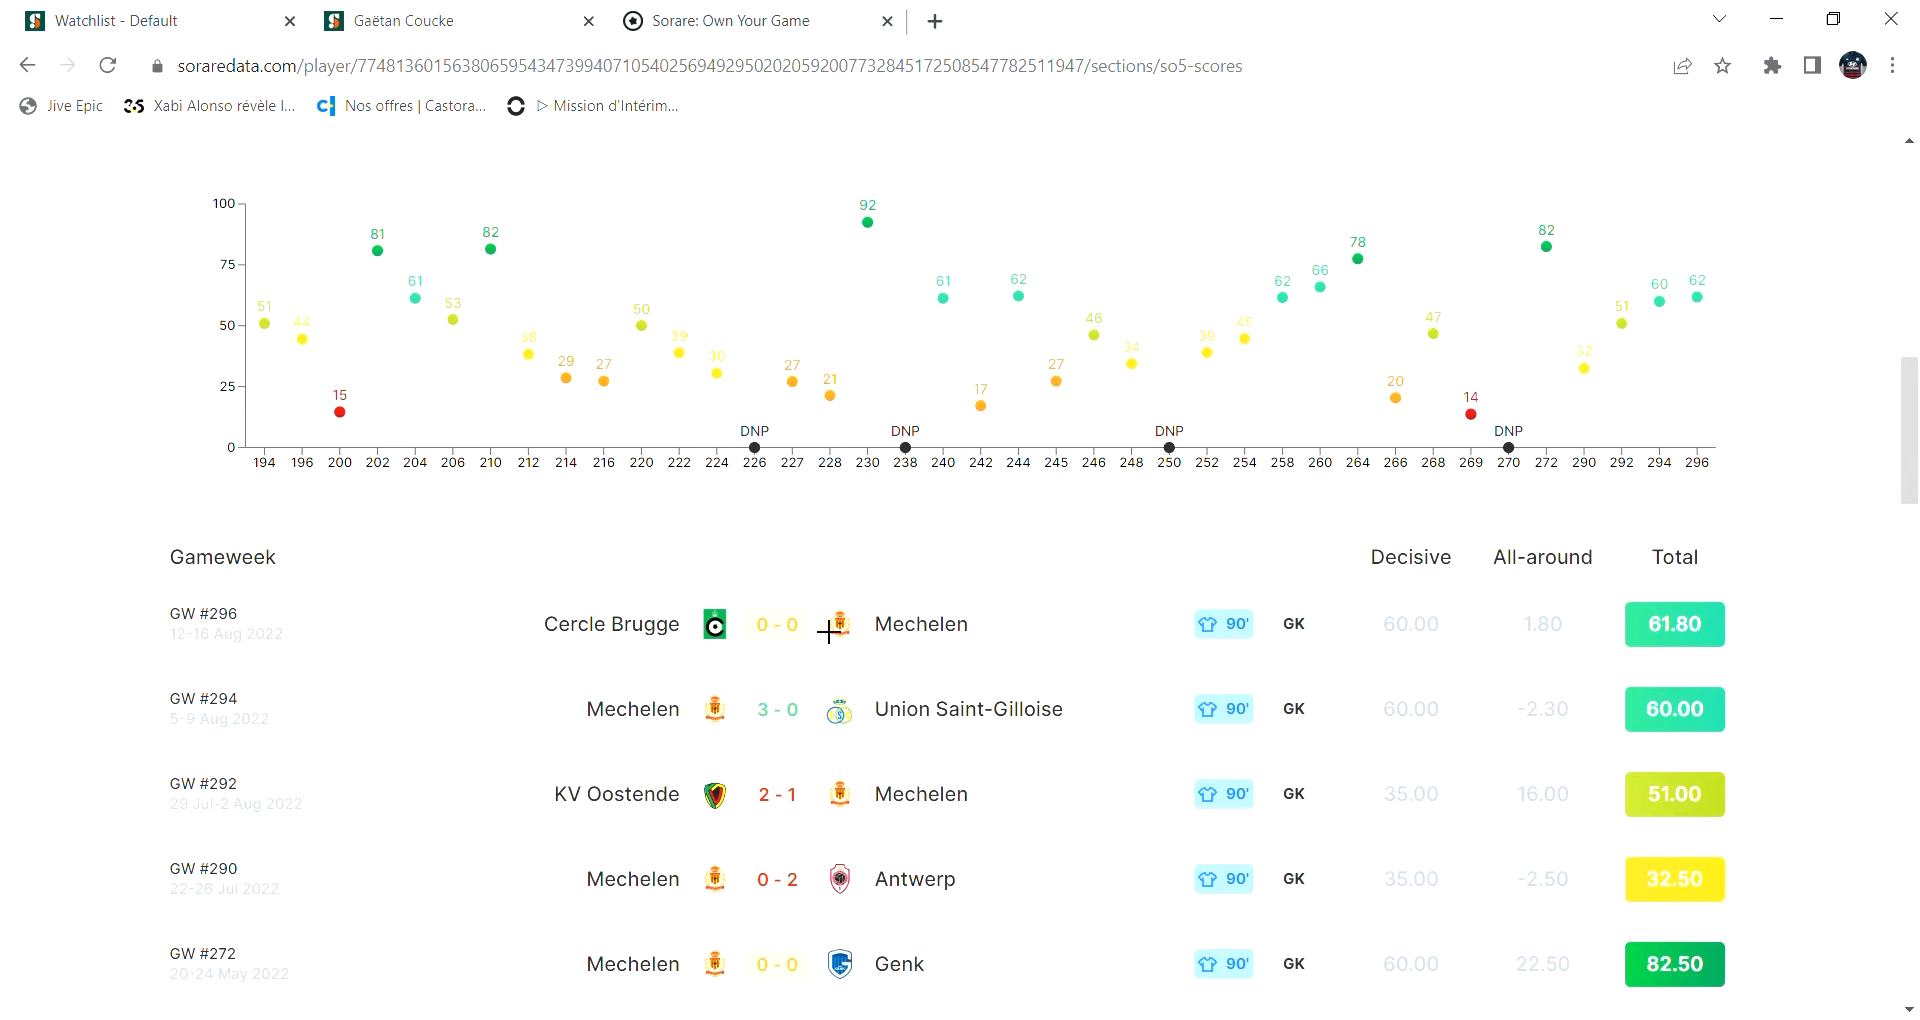 Watchlist - Default
Gaëtan Coucke
Sorare: Own Your Game
soraredata.com/player/77481360156380659543473994071054025694929502020592007732845172508547782511947/sections/so5-scores
Jive Epic
Xabi Alonso révèle l...
Nos offres | Castora...
▷ Mission d'Intérim...
100
75
50
25
0
51 44 15 81 61 53 82 38 29 27 50 39 30 DNP 27 21 92 DNP 61 17 62 27 46 34 DNP 39 45 62 66 78 20 47 14 DNP 82 32 51 60 62
194 196 200 202 204 206 210 212 214 216 220 222 224 226 227 228 230 238 240 242 244 245 246 248 250 252 254 258 260 264 266 268 269 270 272 290 292 294 296
Gameweek Decisive All-around Total
GW #296
12-16 Aug 2022
Cercle Brugge 0 - 0 Mechelen 90' GK 60.00 1.80 61.80
GW #294
5-9 Aug 2022
Mechelen 3 - 0 Union Saint-Gilloise 90' GK 60.00 -2.30 60.00
GW #292
29 Jul-2 Aug 2022
KV Oostende 2 - 1 Mechelen 90' GK 35.00 16.00 51.00
GW #290
22-26 Jul 2022
Mechelen 0 - 2 Antwerp 90' GK 35.00 -2.50 32.50
GW #272
20-24 May 2022
Mechelen 0 - 0 Genk 90' GK 60.00 22.50 82.50